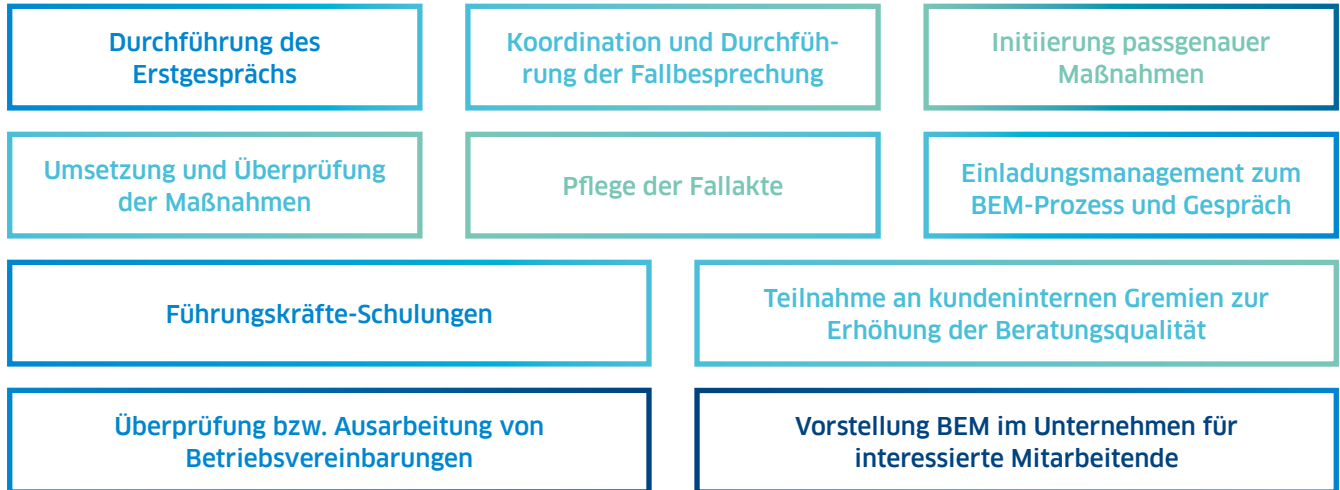 Durchführung des
Erstgesprächs
Koordination und Durchfüh-
rung der Fallbesprechung
Initiierung passgenauer
Maßnahmen
Umsetzung und Überprüfung
der Maßnahmen
Pflege der Fallakte
Einladungsmanagement zum
BEM-Prozess und Gespräch
Führungskräfte-Schulungen
Teilnahme an kundeninternen Gremien zur
Erhöhung der Beratungsqualität
Überprüfung bzw. Ausarbeitung von
Betriebsvereinbarungen
Vorstellung BEM im Unternehmen für
interessierte Mitarbeitende